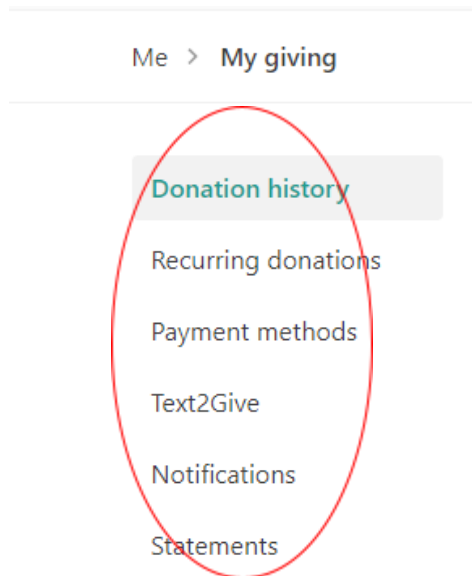 Me > My giving
Donation history
Recurring donations
Payment methods
Text2Give
Notifications
Statements